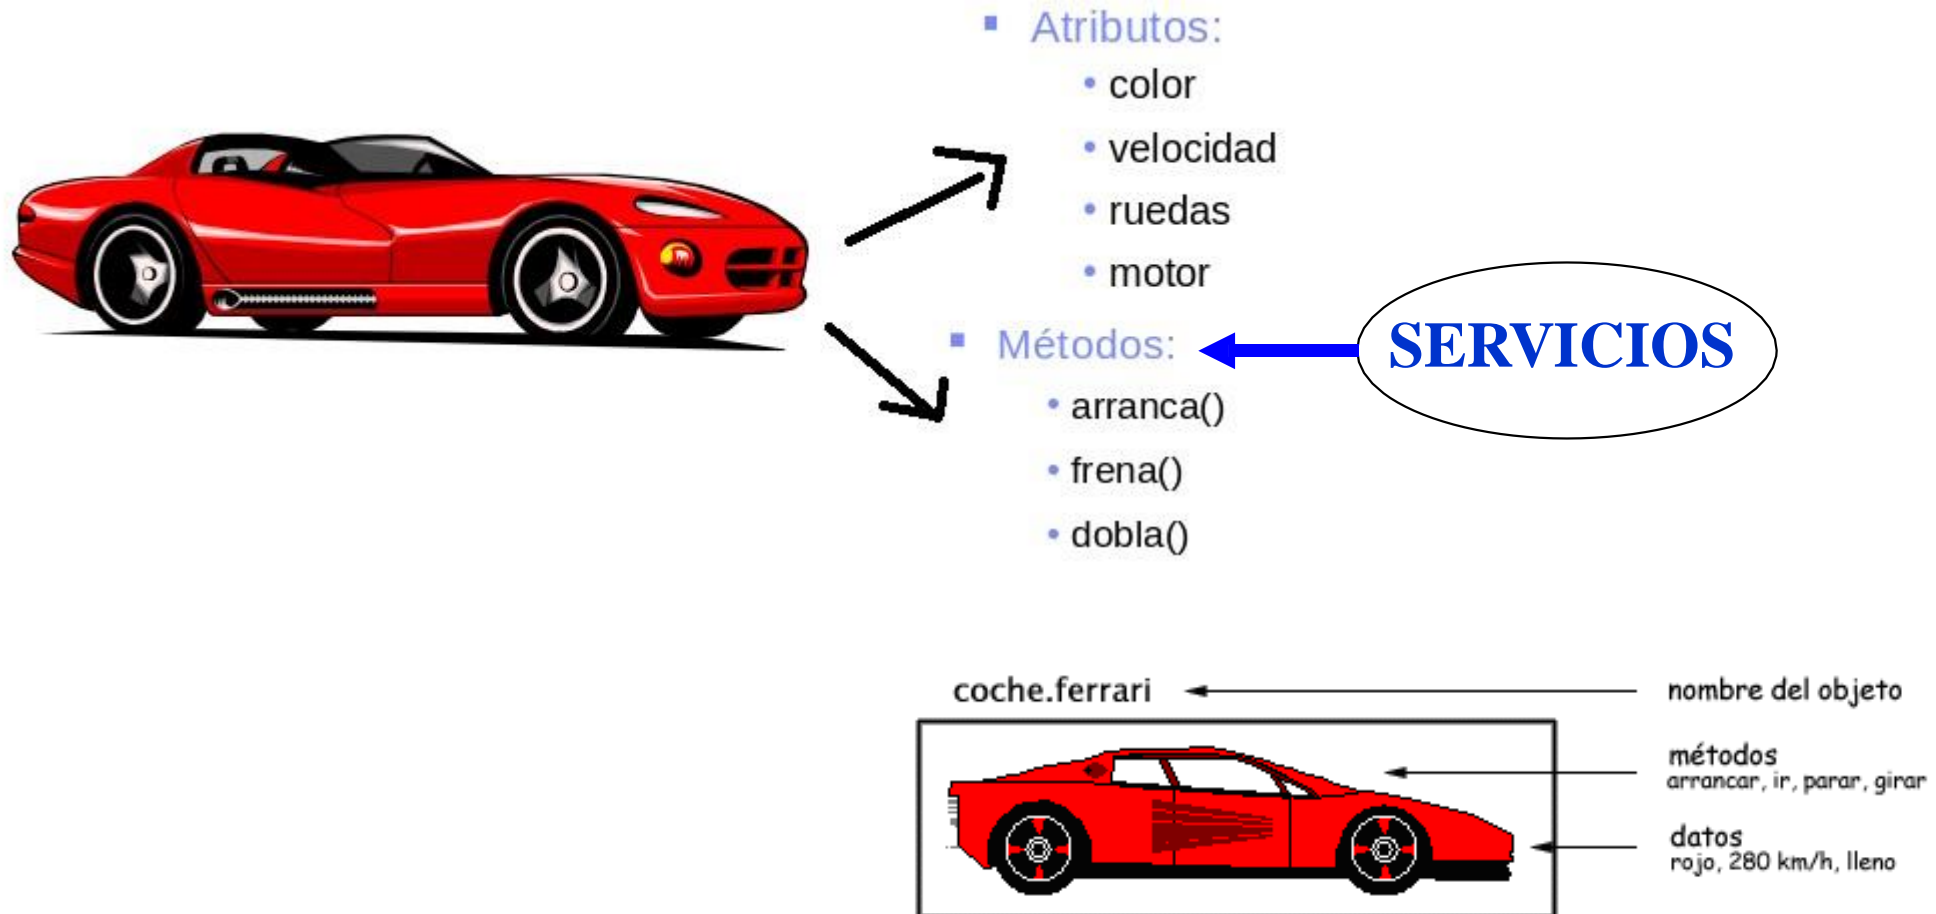 Atributos:
color
velocidad
ruedas
motor
Métodos:
SERVICIOS
arranca()
frena()
dobla()
coche.ferrari
nombre del objeto
métodos
arrancar, ir, parar, girar
datos
rojo, 280 km/h, lleno